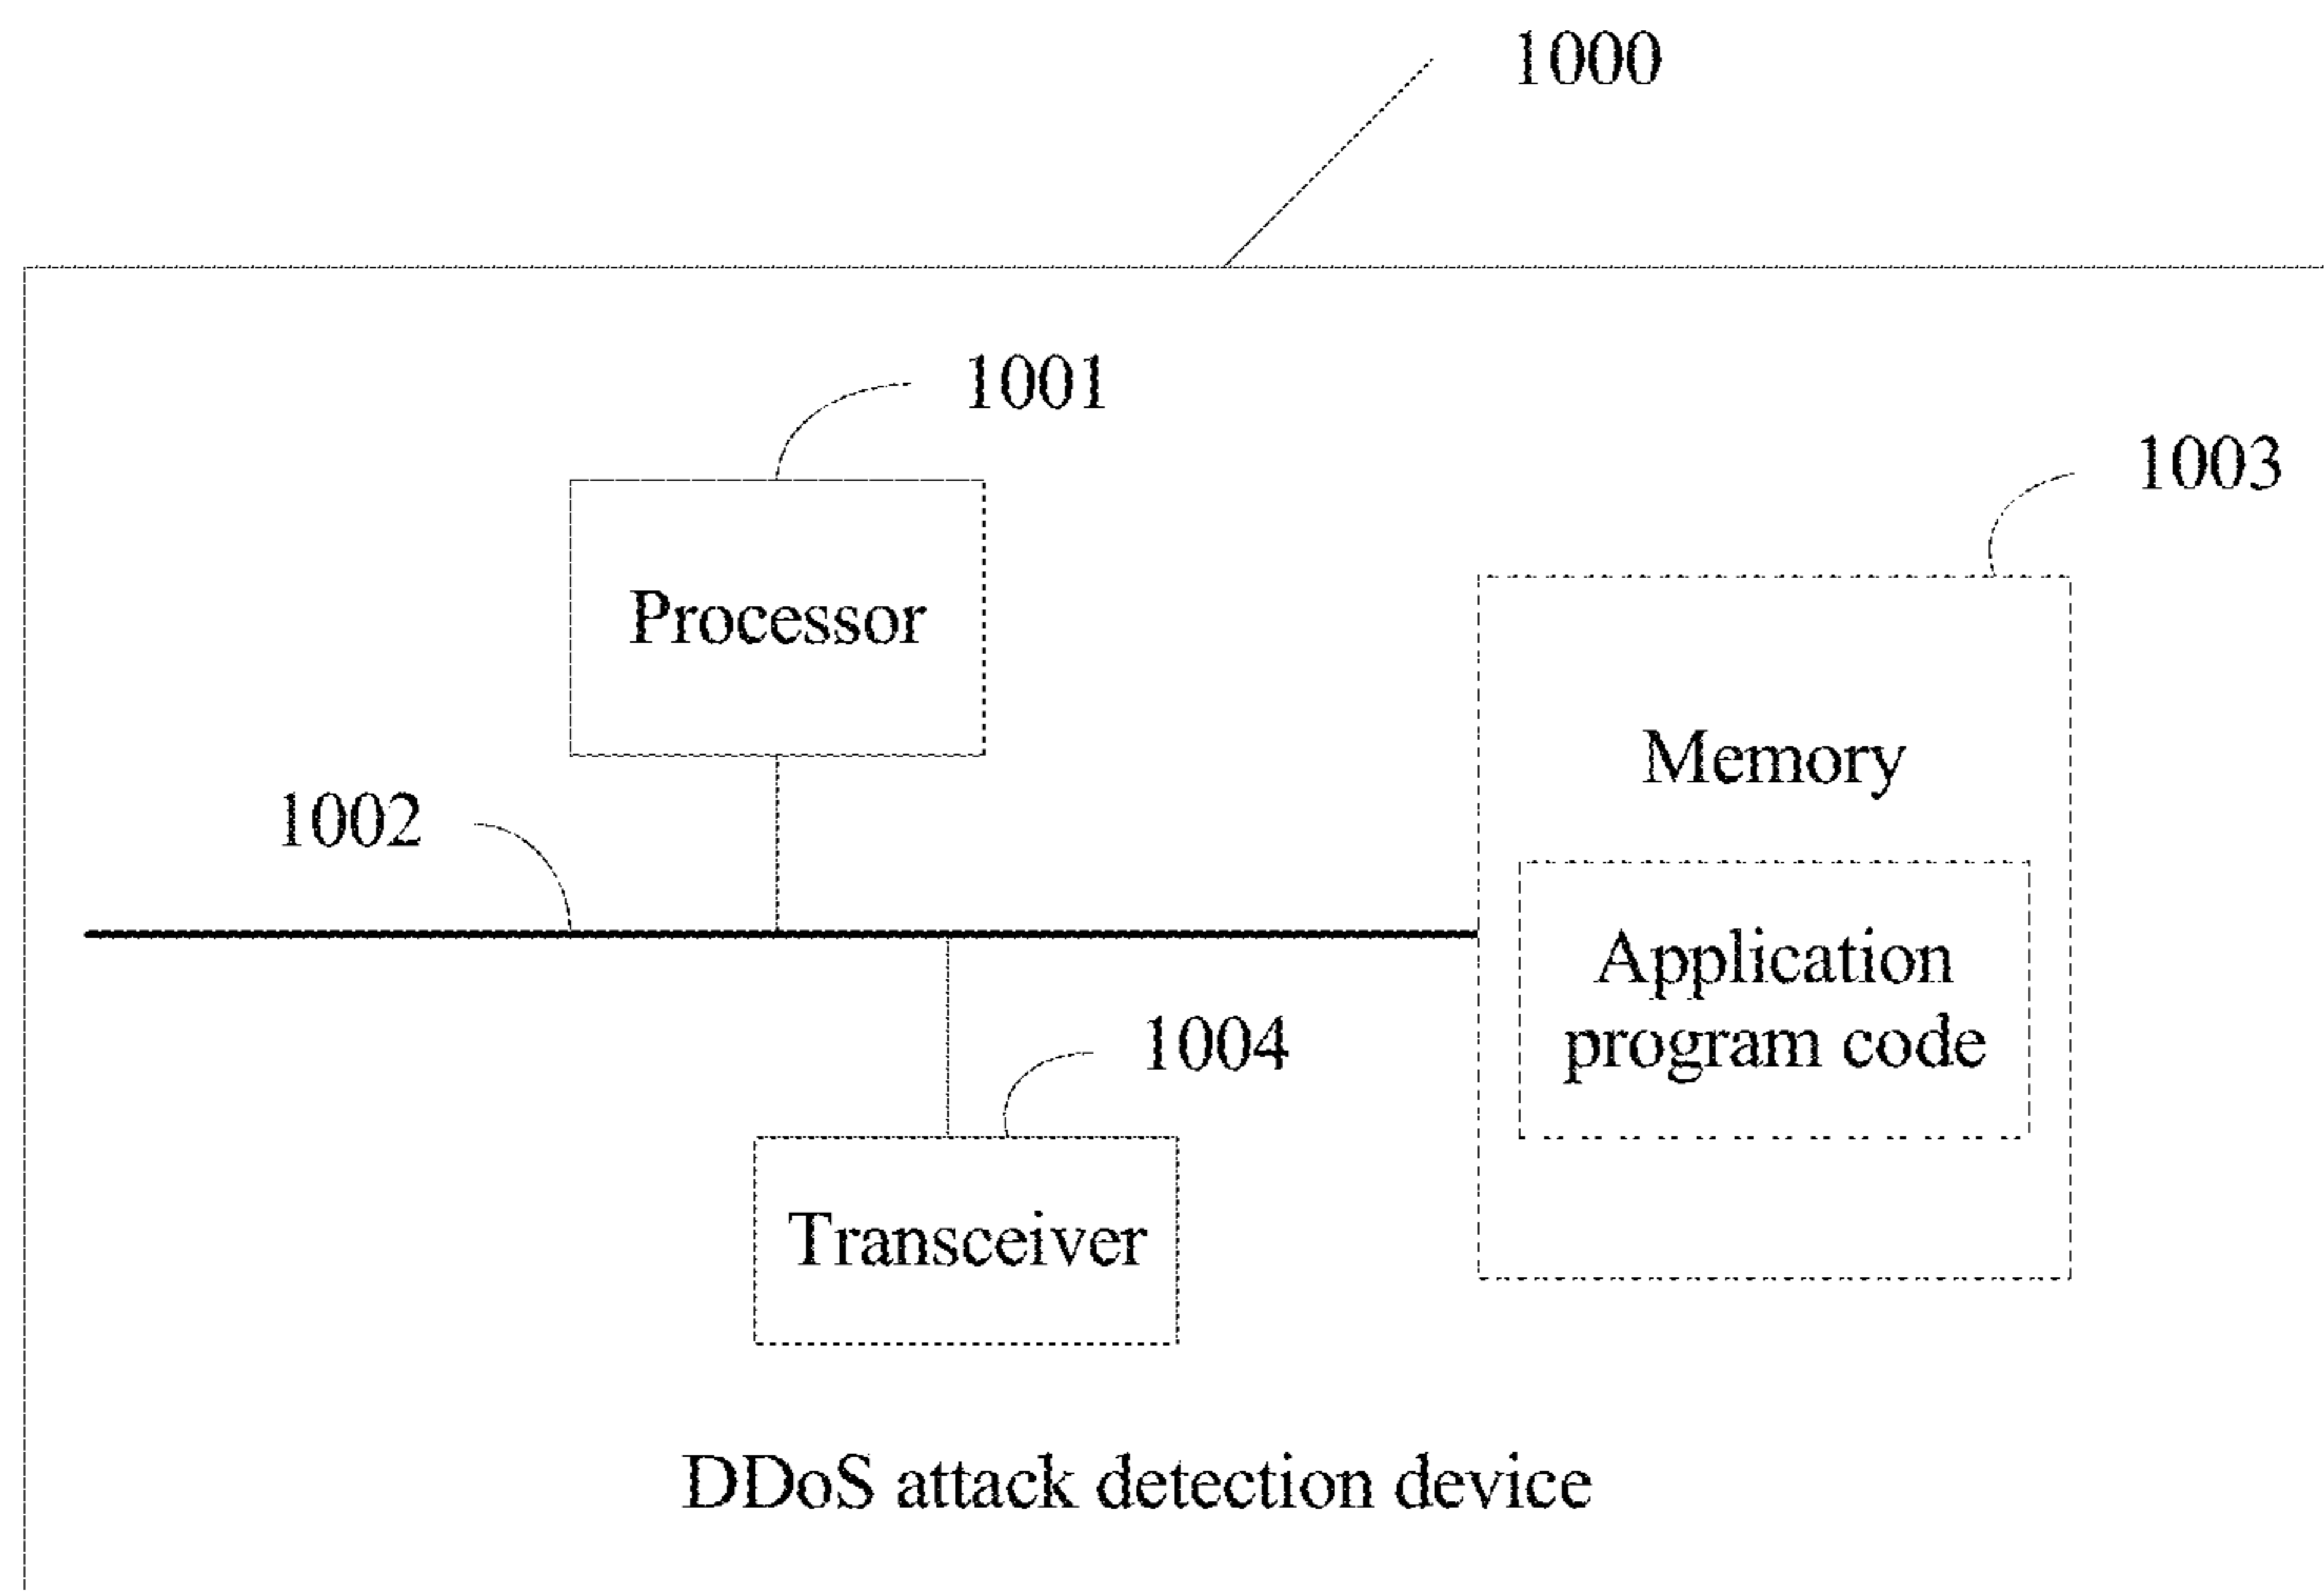 1000
1001
1003
Processor
Memory
1002
Application
program code
1004
Transceiver
DDoS attack detection device